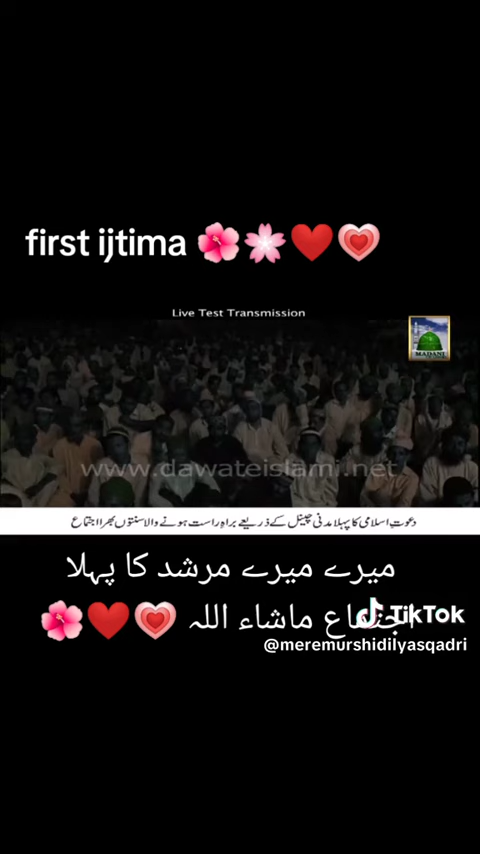 first ijtima 🌺🌸❤️💗
Live Test Transmission
MADANI
www.dawateislami.net
دعوتِ اسلامی کا پہلا مدنی چینل کے ذریعے براہِ راست ہونے والا سنتوں بھرا اجتماع
میرے میرے مرشد کا پہلا
اجتماع ماشاء اللہ 💗❤️🌺
TikTok
@meremurshidilyasqadri